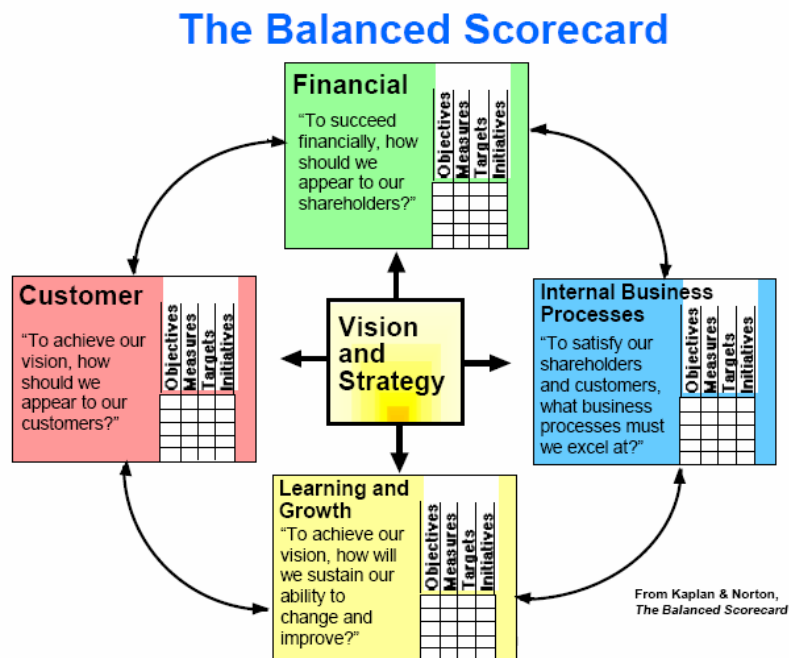 The Balanced Scorecard
Financial
“To succeed
financially, how
should we
appear to our
shareholders?”
Objectives
Measures
Targets
Initiatives
Customer
“To achieve our
vision, how
should we
appear to our
customers?”
Objectives
Measures
Targets
Initiatives
Vision
and
Strategy
Internal Business
Processes
“To satisfy our
shareholders
and customers,
what business
processes must
we excel at?”
Objectives
Measures
Targets
Initiatives
Learning and
Growth
“To achieve our
vision, how will
we sustain our
ability to
change and
improve?”
Objectives
Measures
Targets
Initiatives
From Kaplan & Norton,
The Balanced Scorecard